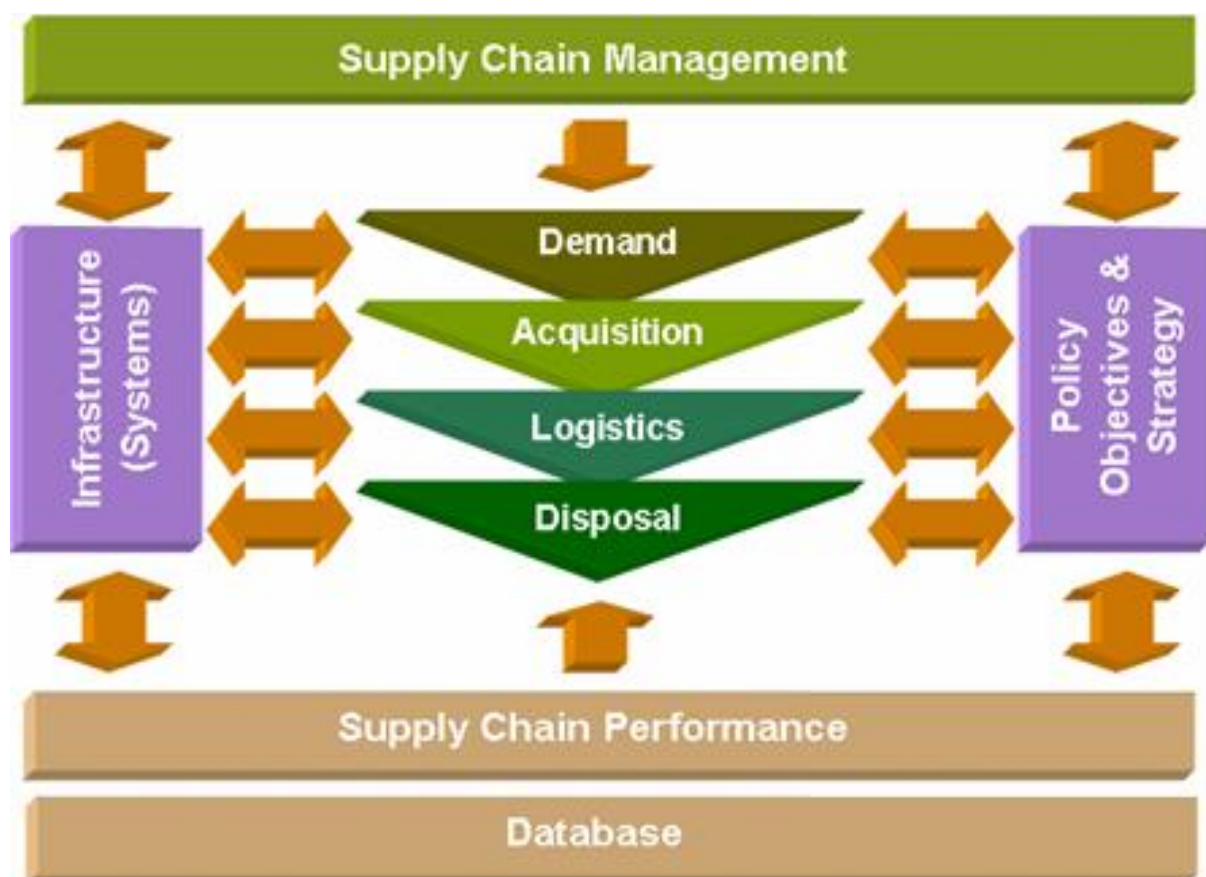 Supply Chain Management
Infrastructure
(Systems)
Demand
Acquisition
Logistics
Disposal
Policy
Objectives &
Strategy
Supply Chain Performance
Database